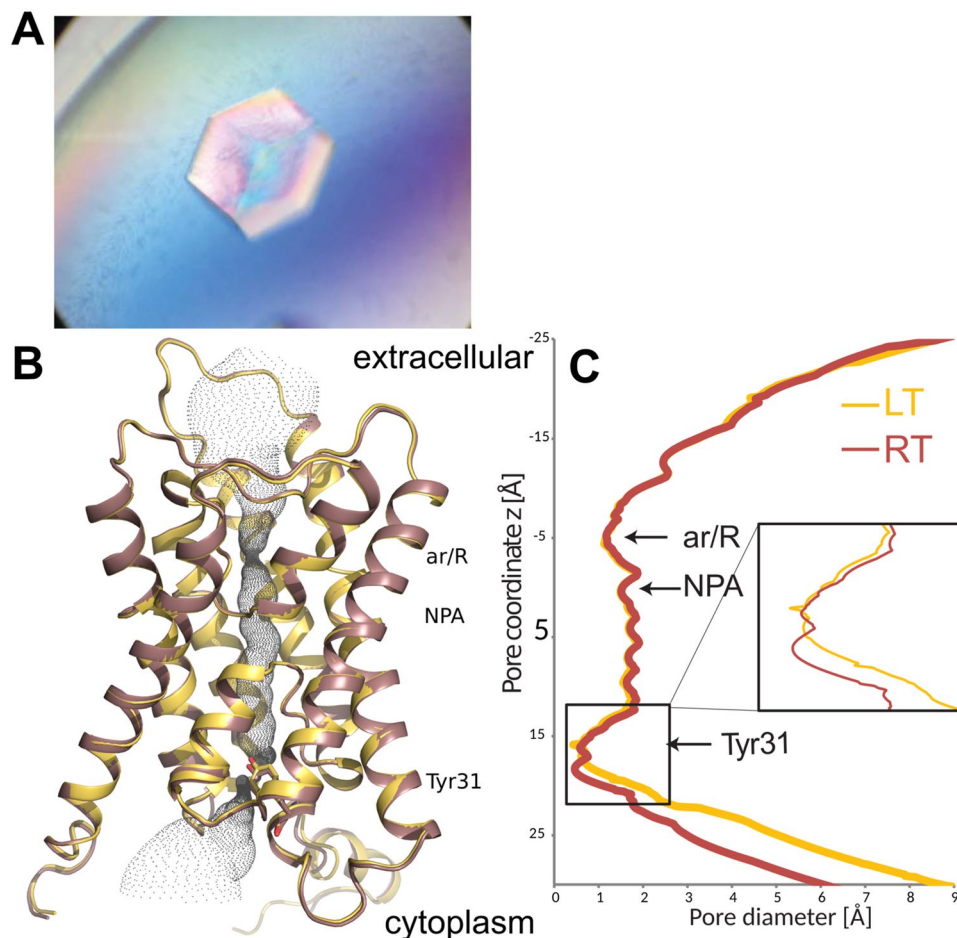 A
B
extracellular
ar/R
NPA
Tyr31
cytoplasm
C
-25
-15
-5
5
15
25
Pore coordinate z [Å]
LT
RT
ar/R
NPA
Tyr31
0 1 2 3 4 5 6 7 8 9
Pore diameter [Å]